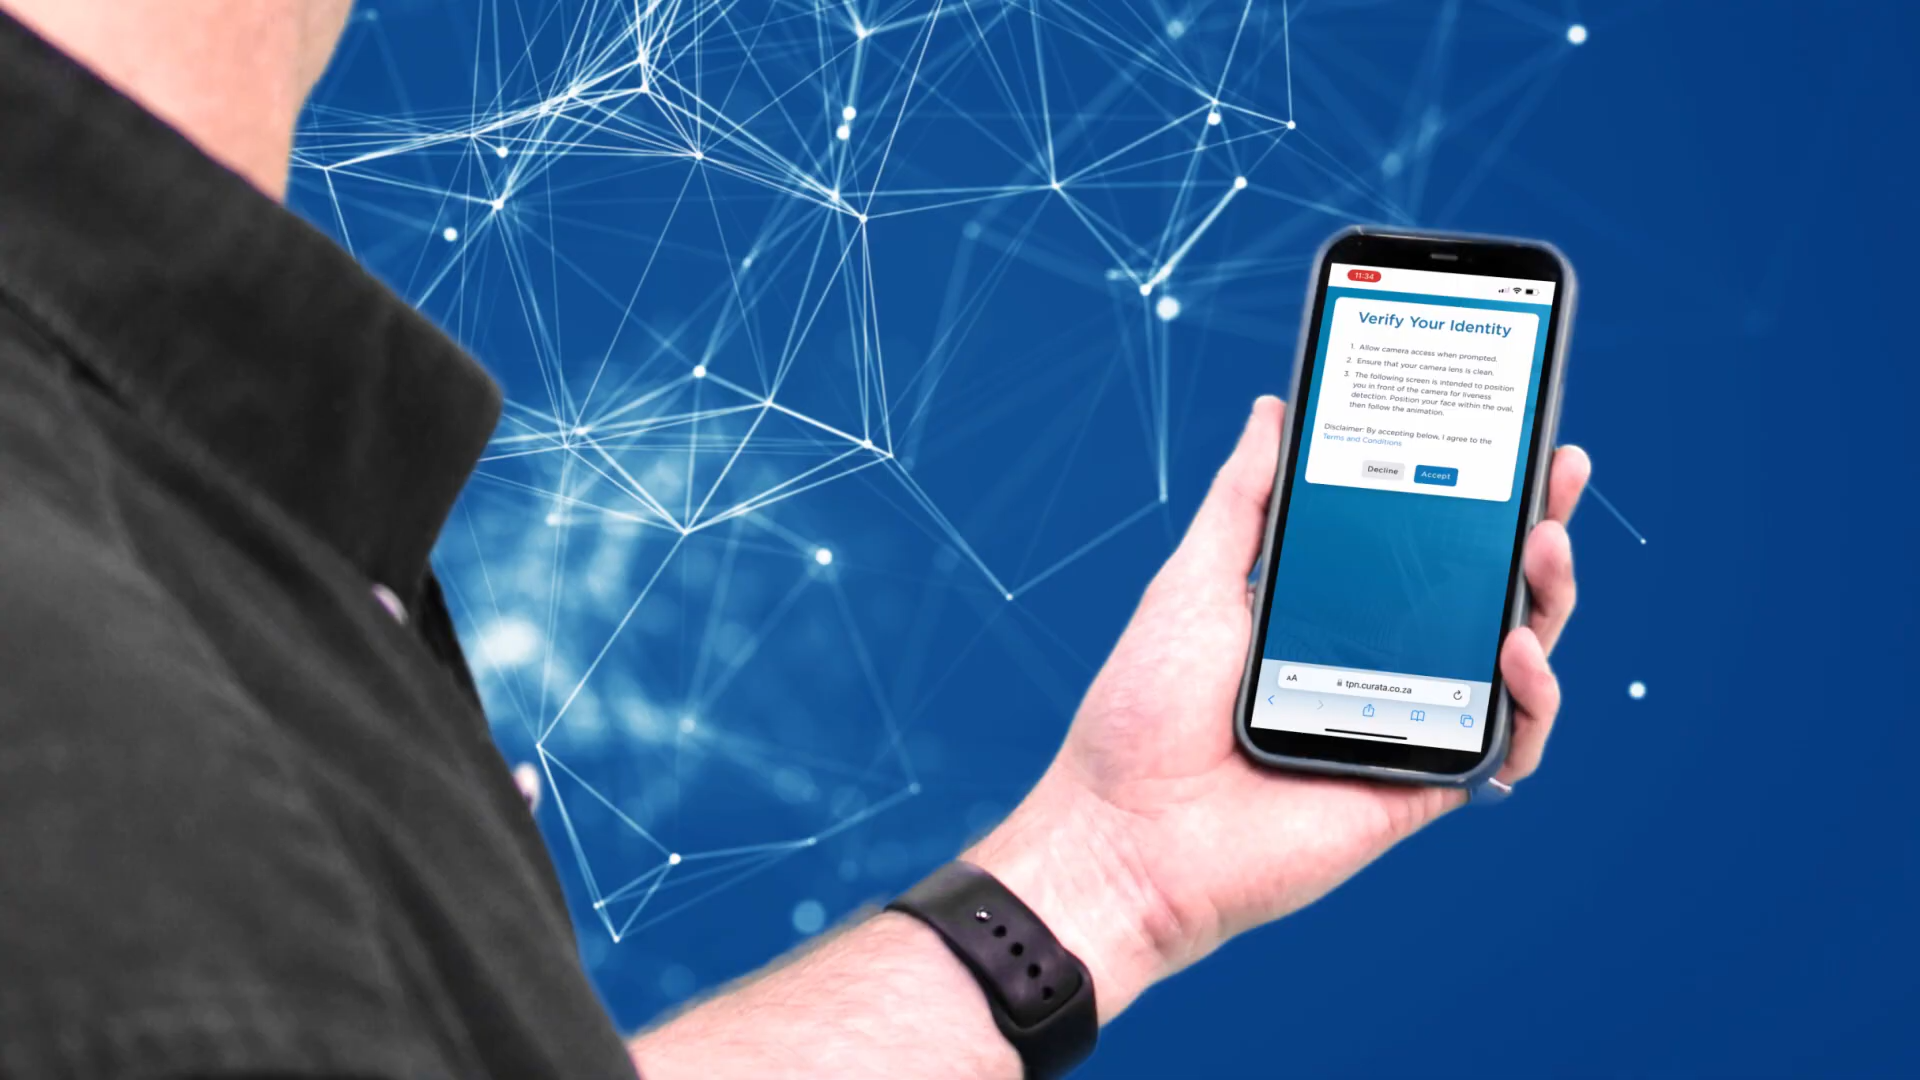 11:34
Verify Your Identity
1. Allow camera access when prompted.
2. Ensure that your camera lens is clean.
3. The following screen is intended to position
you in front of the camera for liveness
detection. Position your face within the oval,
then follow the animation.
Disclaimer: By accepting below, I agree to the
Terms and Conditions
Decline Accept
AA tpn.curata.co.za